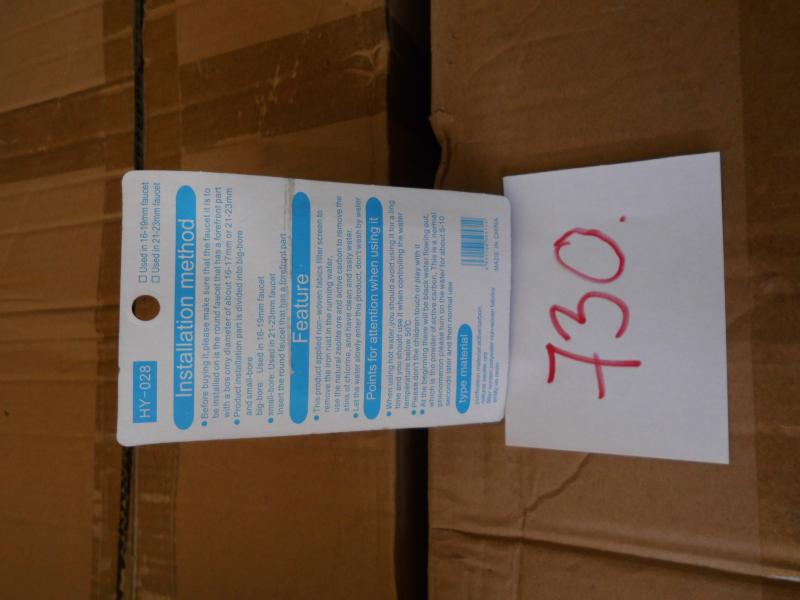 HY-028
□ Used in 16-19mm faucet
□ Used in 21-23mm faucet
Installation method
● Before buying it,please make sure that the faucet it is to
be installed on is the round faecet that has a forefront part
with a bos omy diameter of about 16-17mm or 21-23mm
● Product installation part is divided into big-bore
and small-bore
big-bore: Used in 16-19mm faucet
● small-bore: Used in 21-23mm faucet
Insert the round faucet that has a forefront part
Feature
● This product applied non-woven fabics filter screen to
remove the iron rust in the running water,
use the natural zeolite ore and active carbon to remove the
stink of chlorine, and have clean and tasty water.
● Let the water slowly enter this product, don't wash by water
Points for attention when using it
● When using hot water,you should avoid using it for a ling
time and you should use it when controlling the water
temperature below 50°C
● Please don't the children touch or play with it
● At the beginning, there will be black water flowing out,
which is the powder of active carbon, This is a normal
phenomenon please turn on the water for about 5-10
seconds later and then normal use
type material
MADE IN CHINA
730.